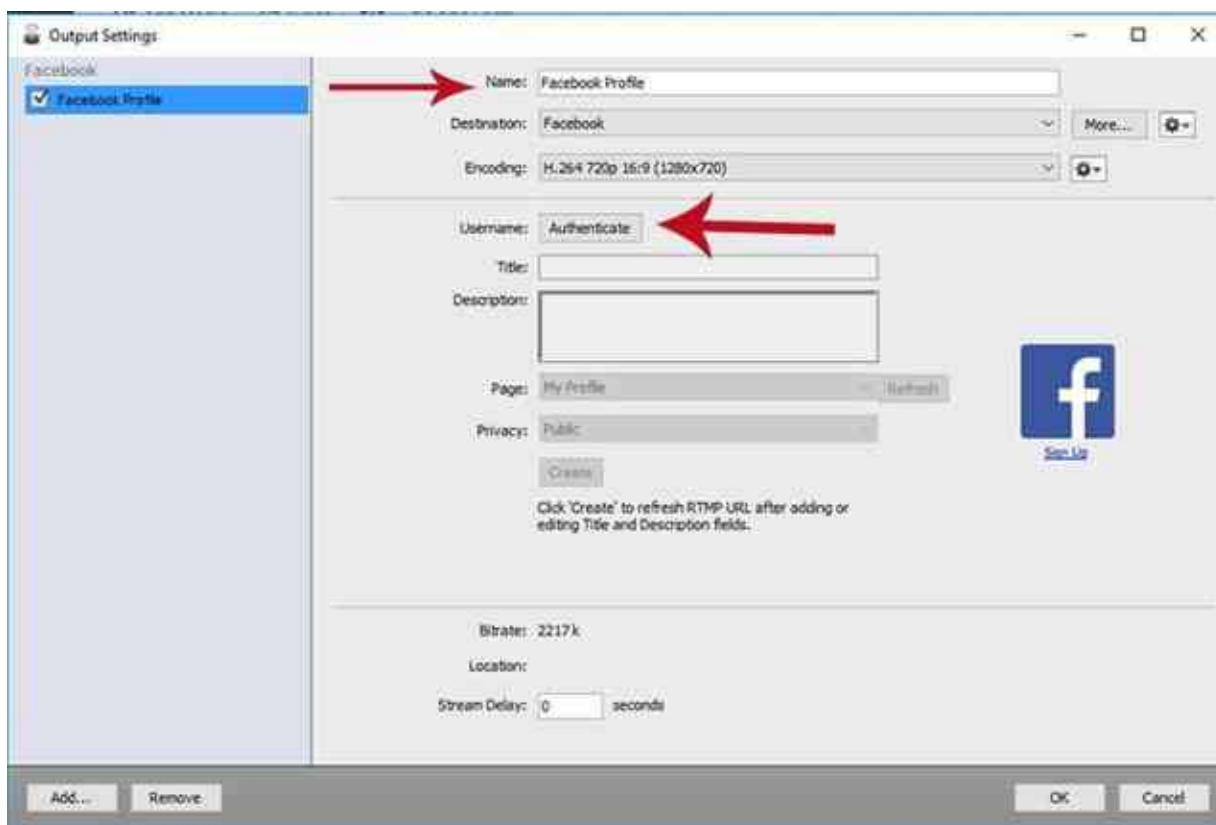 Output Settings
Facebook
Facebook Profile
Name: Facebook Profile
Destination: Facebook More...
Encoding: H.264 720p 16:9 (1280x720)
Username: Authenticate
Title:
Description:
Page: My Profile Refresh
Privacy: Public
Create
Click 'Create' to refresh RTMP URL after adding or
editing Title and Description fields.
f
Sign Up
Bitrate: 2217k
Location:
Stream Delay: 0 seconds
Add... Remove OK Cancel